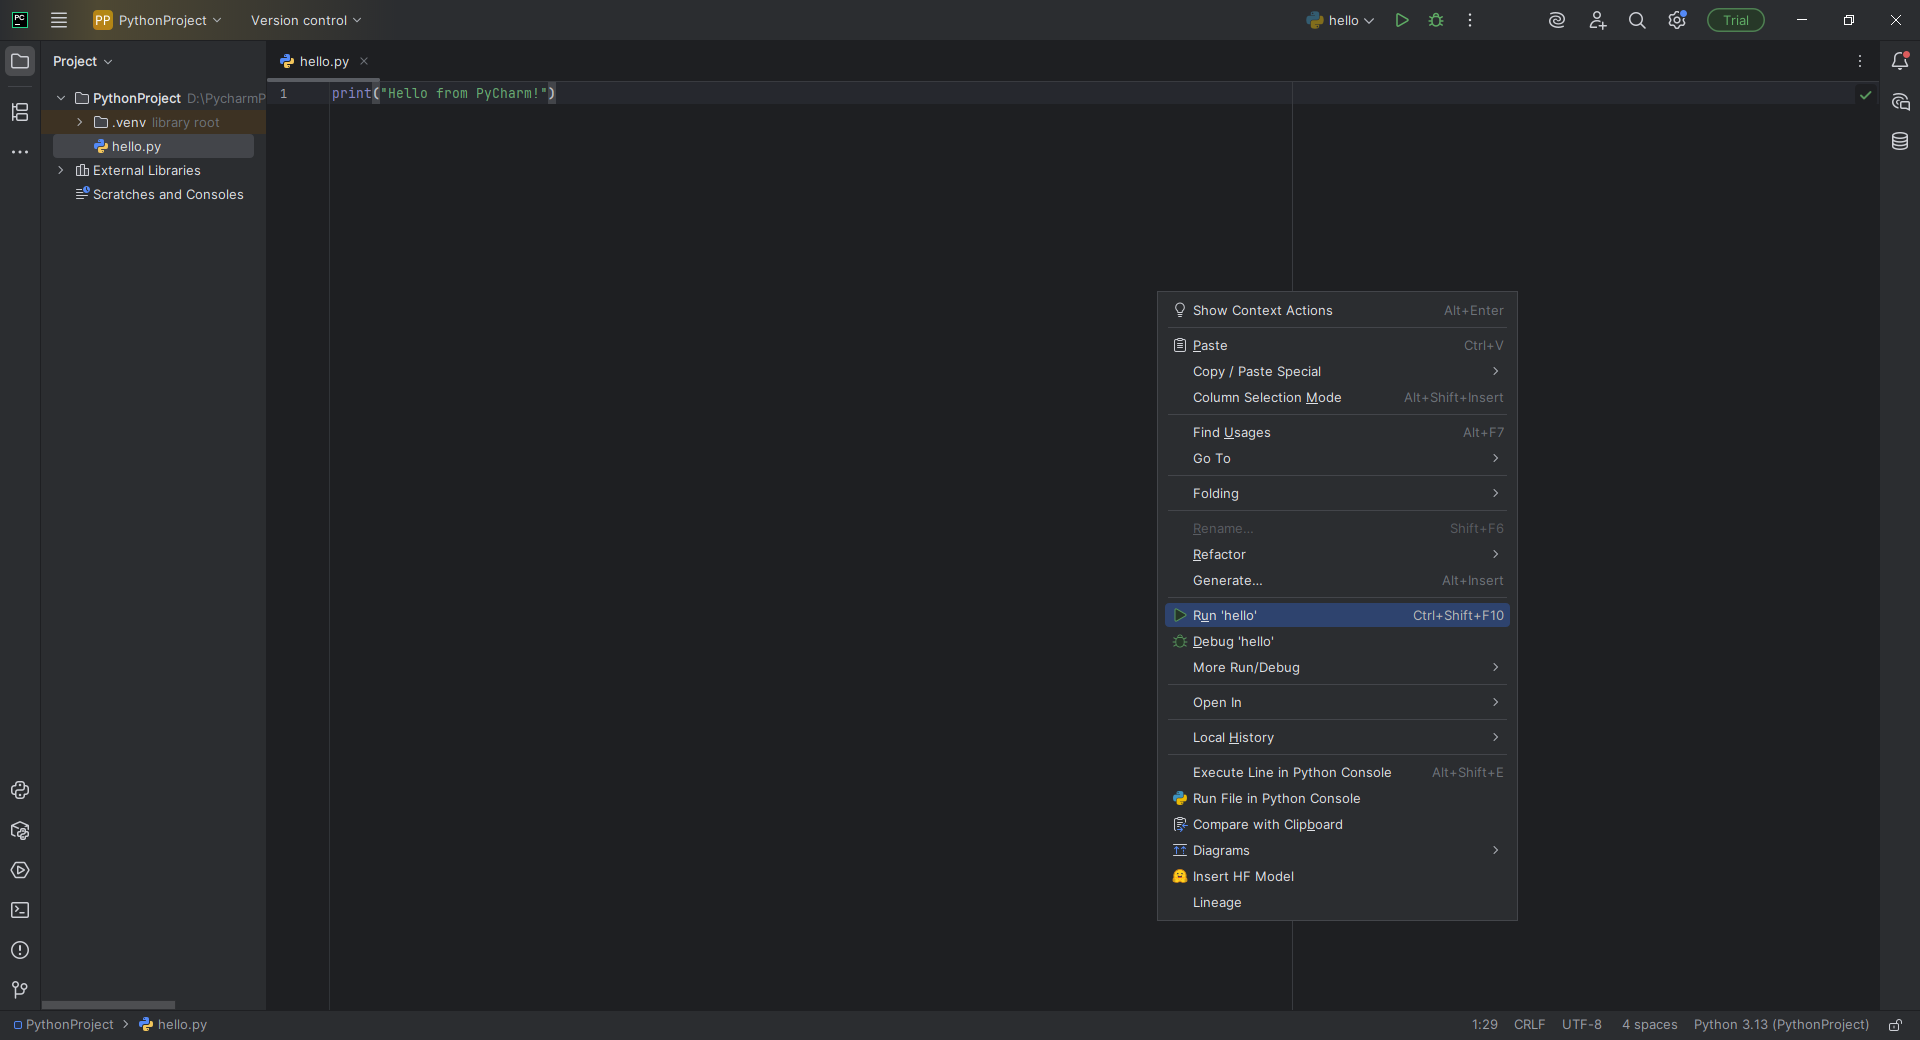 PC
PP PythonProject
Version control
hello
Trial
Project
hello.py
PythonProject D:\PycharmP
.venv library root
hello.py
External Libraries
Scratches and Consoles
1 print("Hello from PyCharm!")
Show Context Actions Alt+Enter
Paste Ctrl+V
Copy / Paste Special
Column Selection Mode Alt+Shift+Insert
Find Usages Alt+F7
Go To
Folding
Rename... Shift+F6
Refactor
Generate... Alt+Insert
Run 'hello' Ctrl+Shift+F10
Debug 'hello'
More Run/Debug
Open In
Local History
Execute Line in Python Console Alt+Shift+E
Run File in Python Console
Compare with Clipboard
Diagrams
Insert HF Model
Lineage
PythonProject
hello.py
1:29 CRLF UTF-8 4 spaces Python 3.13 (PythonProject)